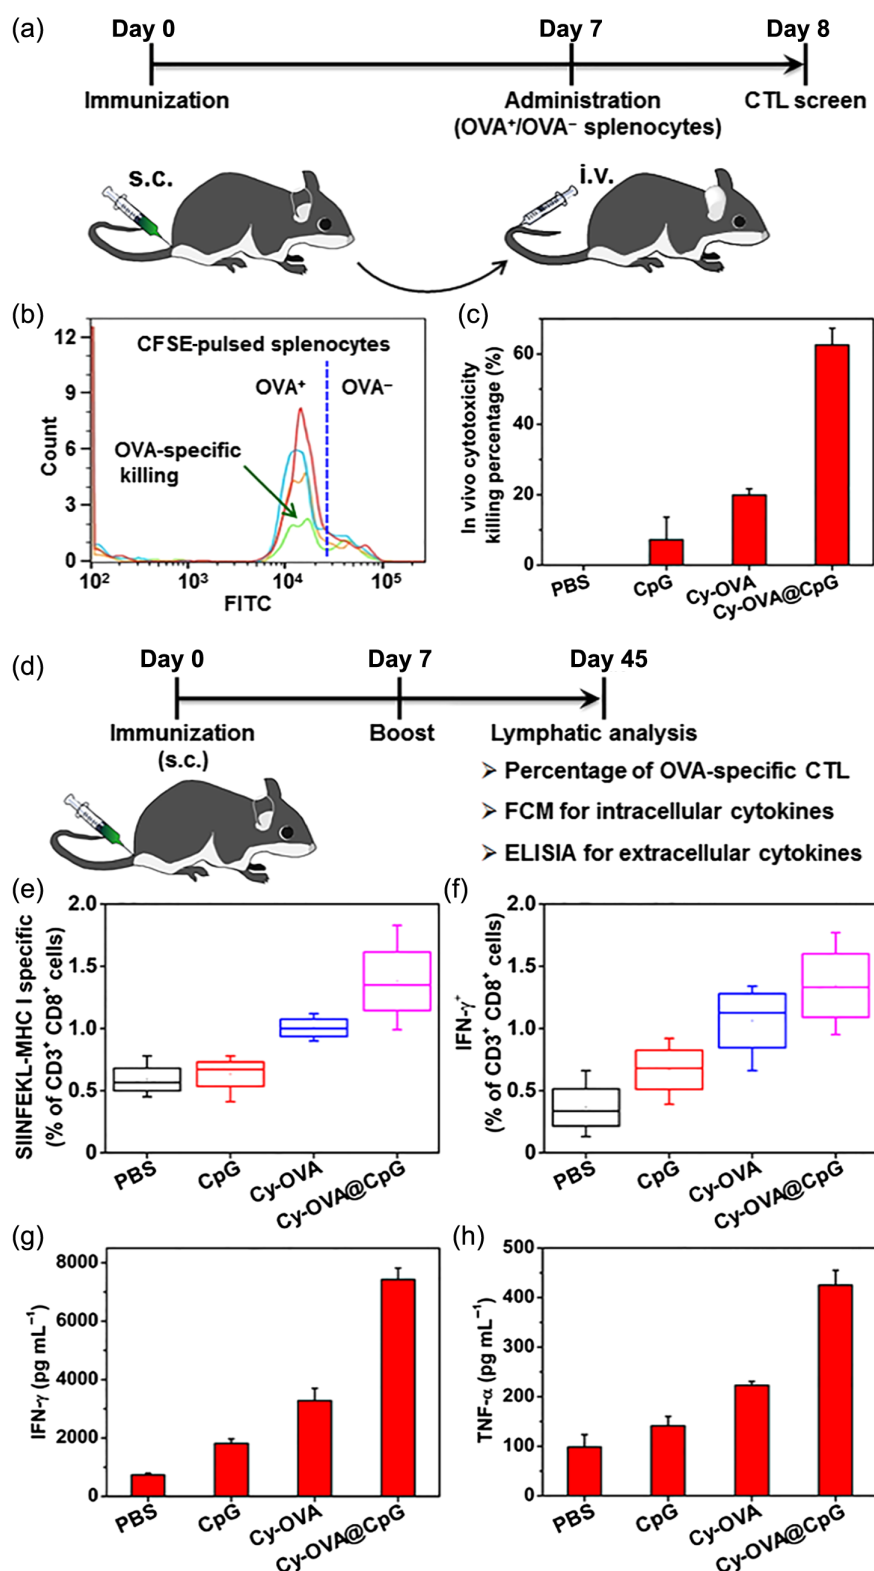 (a)
Day 0
Day 7
Day 8
Immunization
Administration
(OVA⁺/OVA⁻ splenocytes)
CTL screen
s.c.
i.v.
(b)
12
9
6
3
0
Count
CFSE-pulsed splenocytes
OVA⁺
OVA⁻
OVA-specific
killing
10²
10³
10⁴
10⁵
FITC
(c)
In vivo cytotoxicity
killing percentage (%)
60
40
20
0
PBS
CpG
Cy-OVA
Cy-OVA@CpG
(d)
Day 0
Day 7
Day 45
Immunization
(s.c.)
Boost
Lymphatic analysis
➢ Percentage of OVA-specific CTL
➢ FCM for intracellular cytokines
➢ ELISIA for extracellular cytokines
(e)
SIINFEKL-MHC I specific
(% of CD3⁺ CD8⁺ cells)
2.0
1.5
1.0
0.5
0
PBS
CpG
Cy-OVA
Cy-OVA@CpG
(f)
IFN-γ⁺
(% of CD3⁺ CD8⁺ cells)
2.0
1.5
1.0
0.5
0
PBS
CpG
Cy-OVA
Cy-OVA@CpG
(g)
IFN-γ (pg mL⁻¹)
8000
6000
4000
2000
0
PBS
CpG
Cy-OVA
Cy-OVA@CpG
(h)
TNF-α (pg mL⁻¹)
500
400
300
200
100
0
PBS
CpG
Cy-OVA
Cy-OVA@CpG